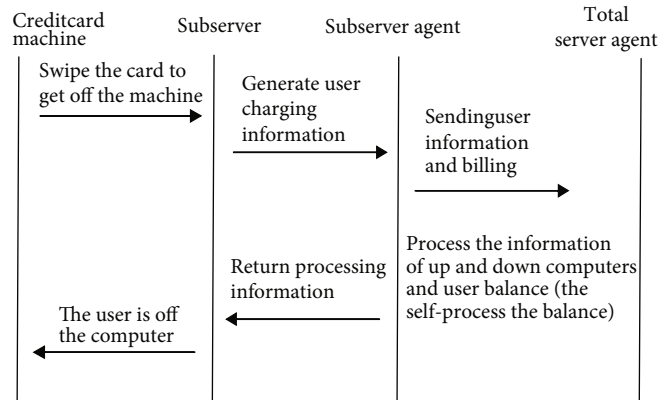 Creditcard
machine
Subserver
Subserver agent
Total
server agent
Swipe the card to
get off the machine
Generate user
charging
information
Sendinguser
information
and billing
Process the information
of up and down computers
and user balance (the
self-process the balance)
Return processing
information
The user is off
the computer